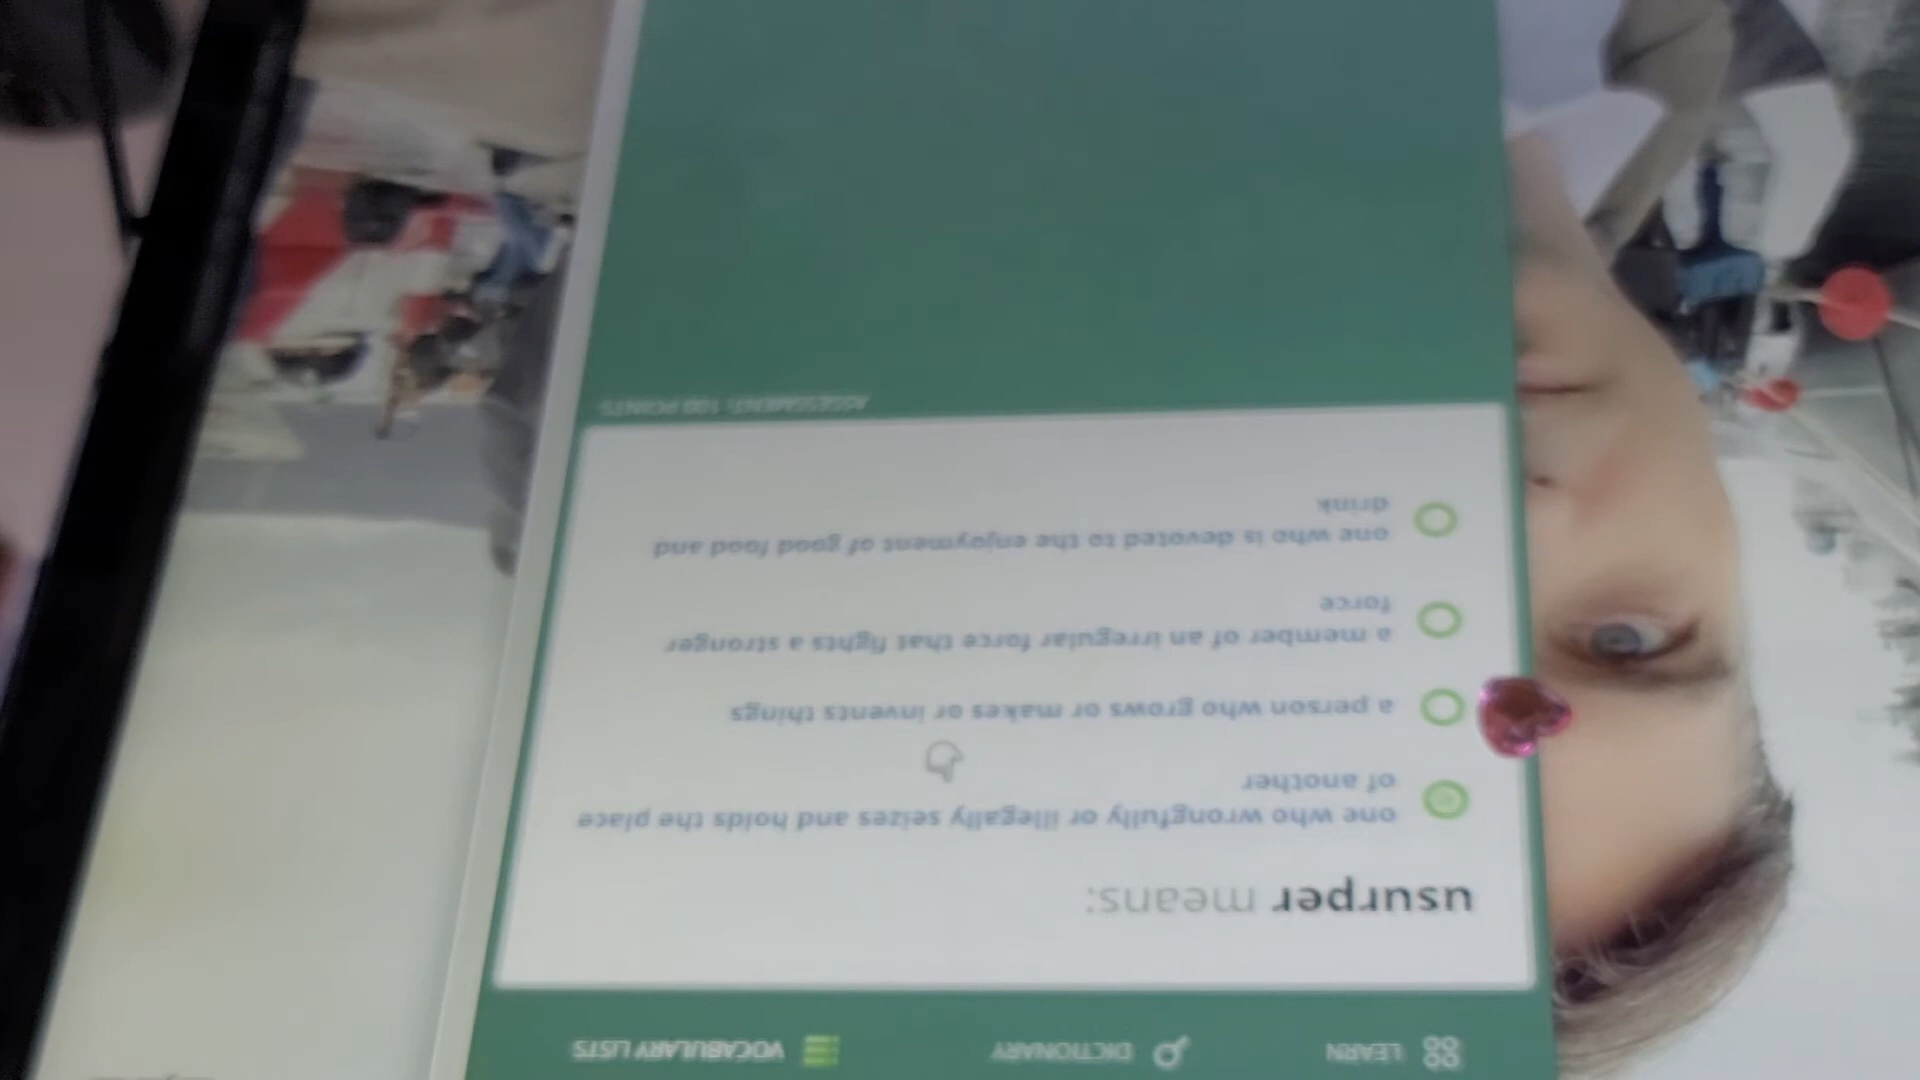 LEARN
DICTIONARY
VOCABULARY LISTS
usurper means:
one who wrongfully or illegally seizes and holds the place
of another
a person who grows or makes or invents things
a member of an irregular force that fights a stronger
force
one who is devoted to the enjoyment of good food and
drink
ASSESSMENT: 100 POINTS